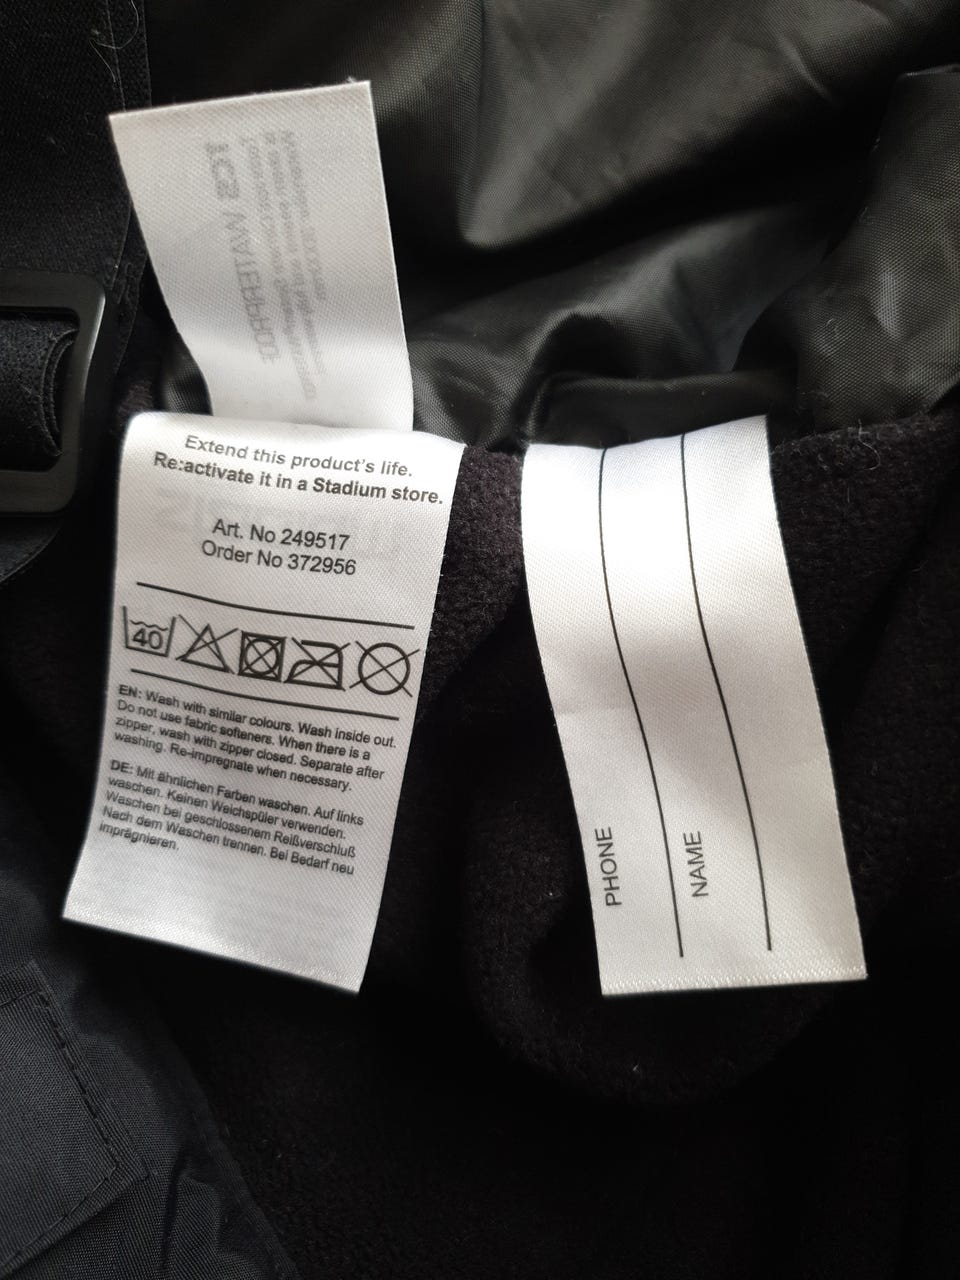 Extend this product's life.
Re:activate it in a Stadium store.
Art. No 249517
Order No 372956
40
EN: Wash with similar colours. Wash inside out.
Do not use fabric softeners. When there is a
zipper, wash with zipper closed. Separate after
washing. Re-impregnate when necessary.
DE: Mit ähnlichen Farben waschen. Auf links
waschen. Keinen Weichspüler verwenden.
Waschen bei geschlossenem Reißverschluß
Nach dem Waschen trennen. Bei Bedarf neu
imprägnieren.
PHONE
NAME